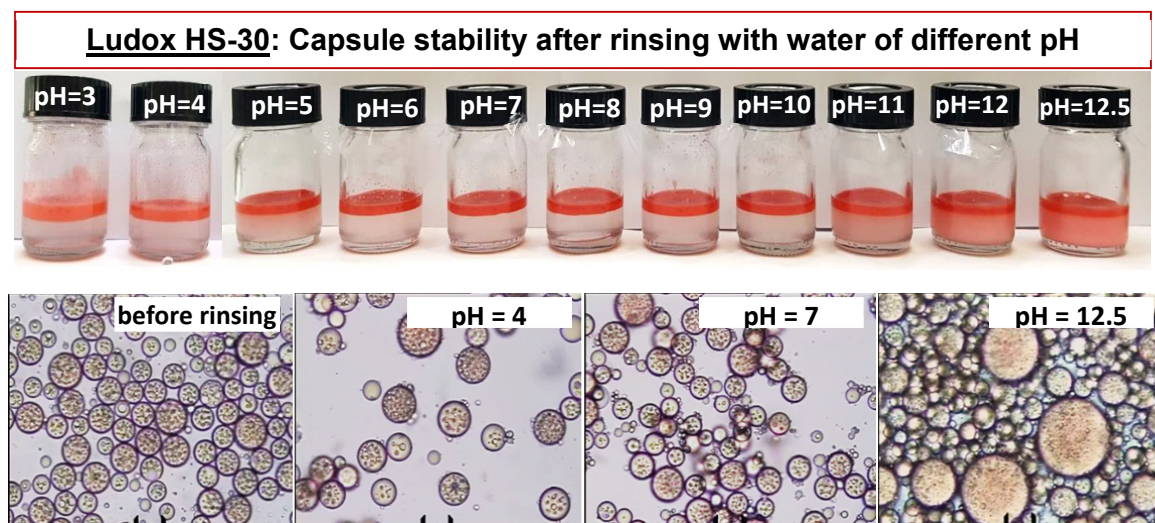 Ludox HS-30: Capsule stability after rinsing with water of different pH
pH=3 pH=4 pH=5 pH=6 pH=7 pH=8 pH=9 pH=10 pH=11 pH=12 pH=12.5
before rinsing pH = 4 pH = 7 pH = 12.5